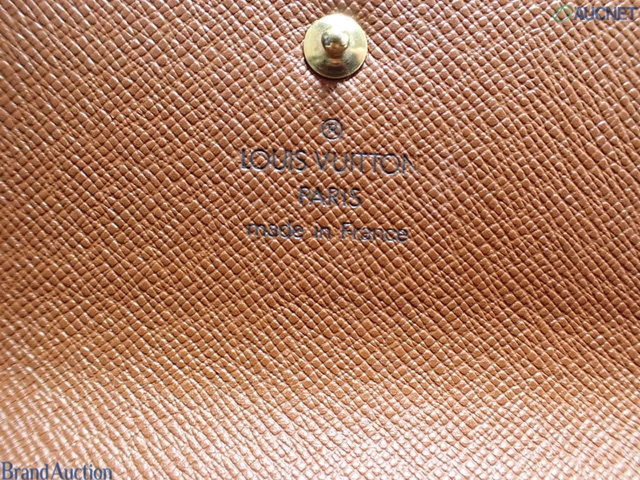 AUCNET
®
LOUIS VUITTON
PARIS
made in France
Brand Auction